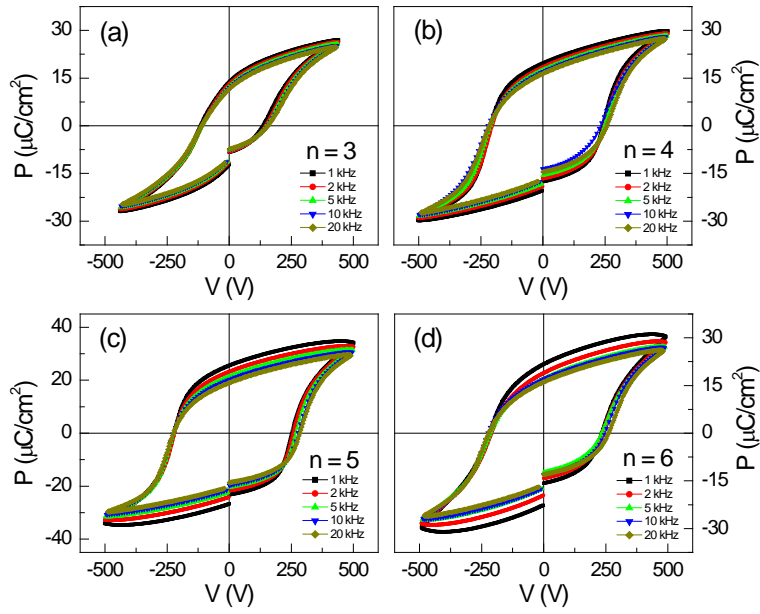 (a)
P (μC/cm²)
30
15
0
-15
-30
n = 3
1 kHz
2 kHz
5 kHz
10 kHz
20 kHz
-500 -250 0 250 500
V (V)
(b)
P (μC/cm²)
30
15
0
-15
-30
n = 4
1 kHz
2 kHz
5 kHz
10 kHz
20 kHz
-500 -250 0 250 500
V (V)
(c)
P (μC/cm²)
40
20
0
-20
-40
n = 5
1 kHz
2 kHz
5 kHz
10 kHz
20 kHz
-500 -250 0 250 500
V (V)
(d)
P (μC/cm²)
30
15
0
-15
-30
n = 6
1 kHz
2 kHz
5 kHz
10 kHz
20 kHz
-500 -250 0 250 500
V (V)